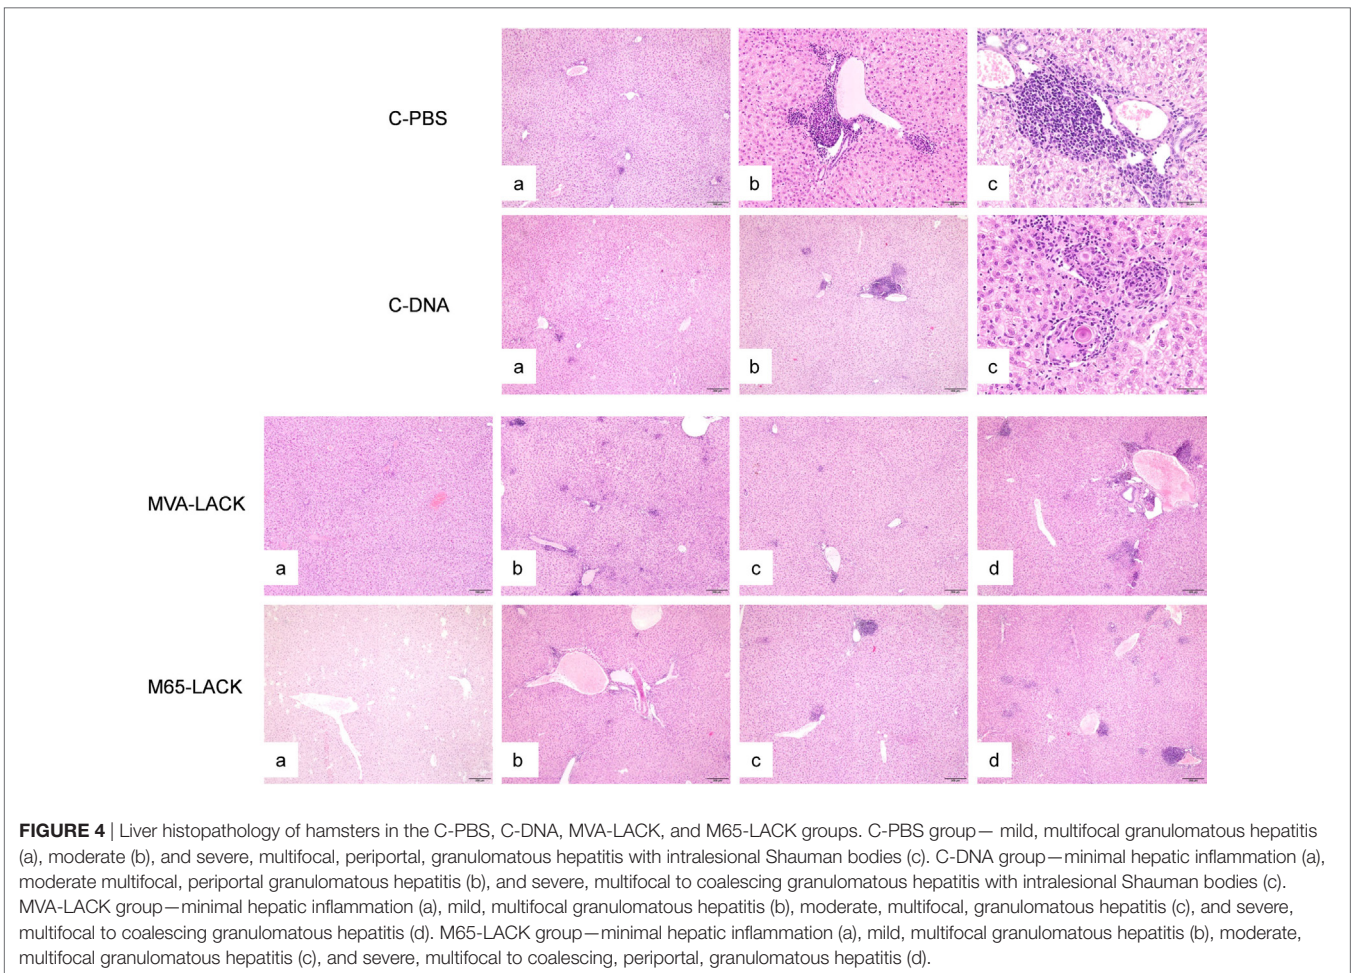 C-PBS
a
b
c
C-DNA
a
b
c
MVA-LACK
a
b
c
d
M65-LACK
a
b
c
d
FIGURE 4 | Liver histopathology of hamsters in the C-PBS, C-DNA, MVA-LACK, and M65-LACK groups. C-PBS group— mild, multifocal granulomatous hepatitis
(a), moderate (b), and severe, multifocal, periportal, granulomatous hepatitis with intralesional Shauman bodies (c). C-DNA group—minimal hepatic inflammation (a),
moderate multifocal, periportal granulomatous hepatitis (b), and severe, multifocal to coalescing granulomatous hepatitis with intralesional Shauman bodies (c).
MVA-LACK group—minimal hepatic inflammation (a), mild, multifocal granulomatous hepatitis (b), moderate, multifocal, granulomatous hepatitis (c), and severe,
multifocal to coalescing granulomatous hepatitis (d). M65-LACK group—minimal hepatic inflammation (a), mild, multifocal granulomatous hepatitis (b), moderate,
multifocal granulomatous hepatitis (c), and severe, multifocal to coalescing, periportal, granulomatous hepatitis (d).